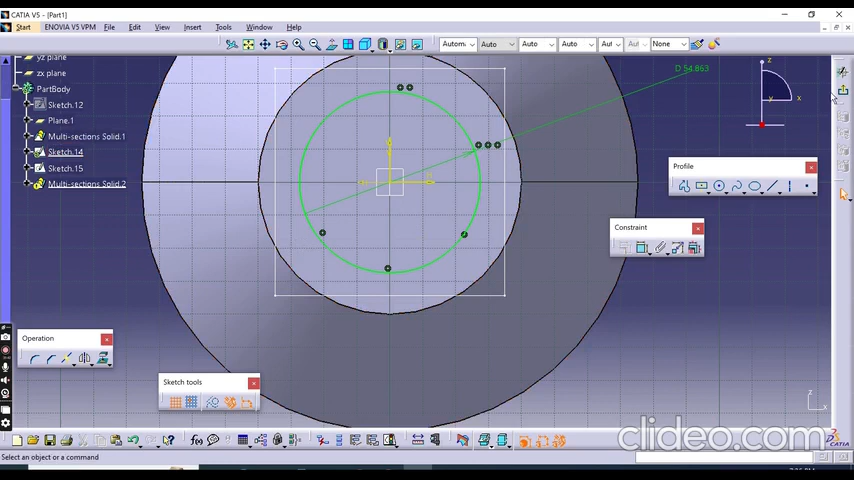 CATIA V5 - [Part1]
Start ENOVIA V5 VPM File Edit View Insert Tools Window Help
Autom. Auto Auto Auto Aut None
yz plane
zx plane
PartBody
Sketch.12
Plane.1
Multi-sections Solid.1
Sketch.14
Sketch.15
Multi-sections Solid.2
D 54.863
z
x
y
Profile
Constraint
Operation
Sketch tools
z
x
clideo.com
CATIA
Select an object or a command